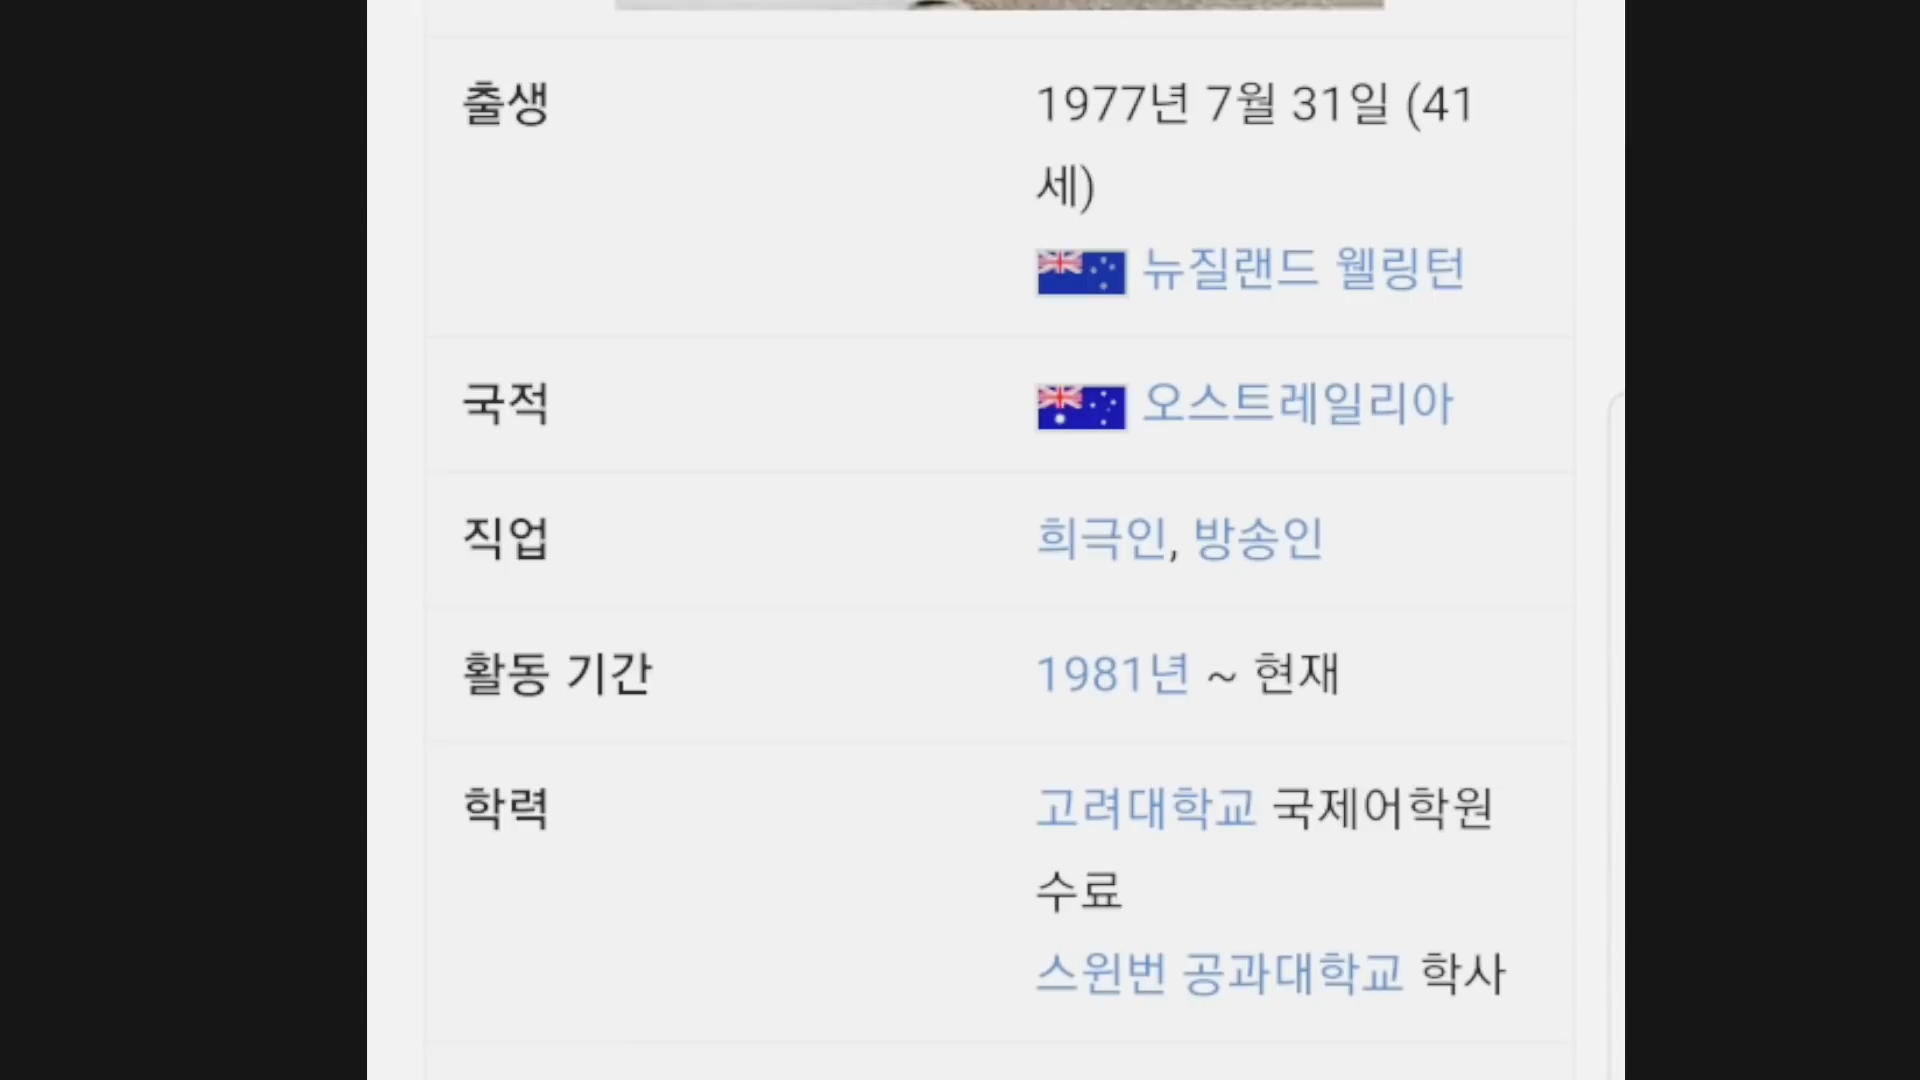 출생
1977년 7월 31일 (41
세)
뉴질랜드 웰링턴
국적
오스트레일리아
직업
희극인, 방송인
활동 기간
1981년 ~ 현재
학력
고려대학교 국제어학원
수료
스윈번 공과대학교 학사